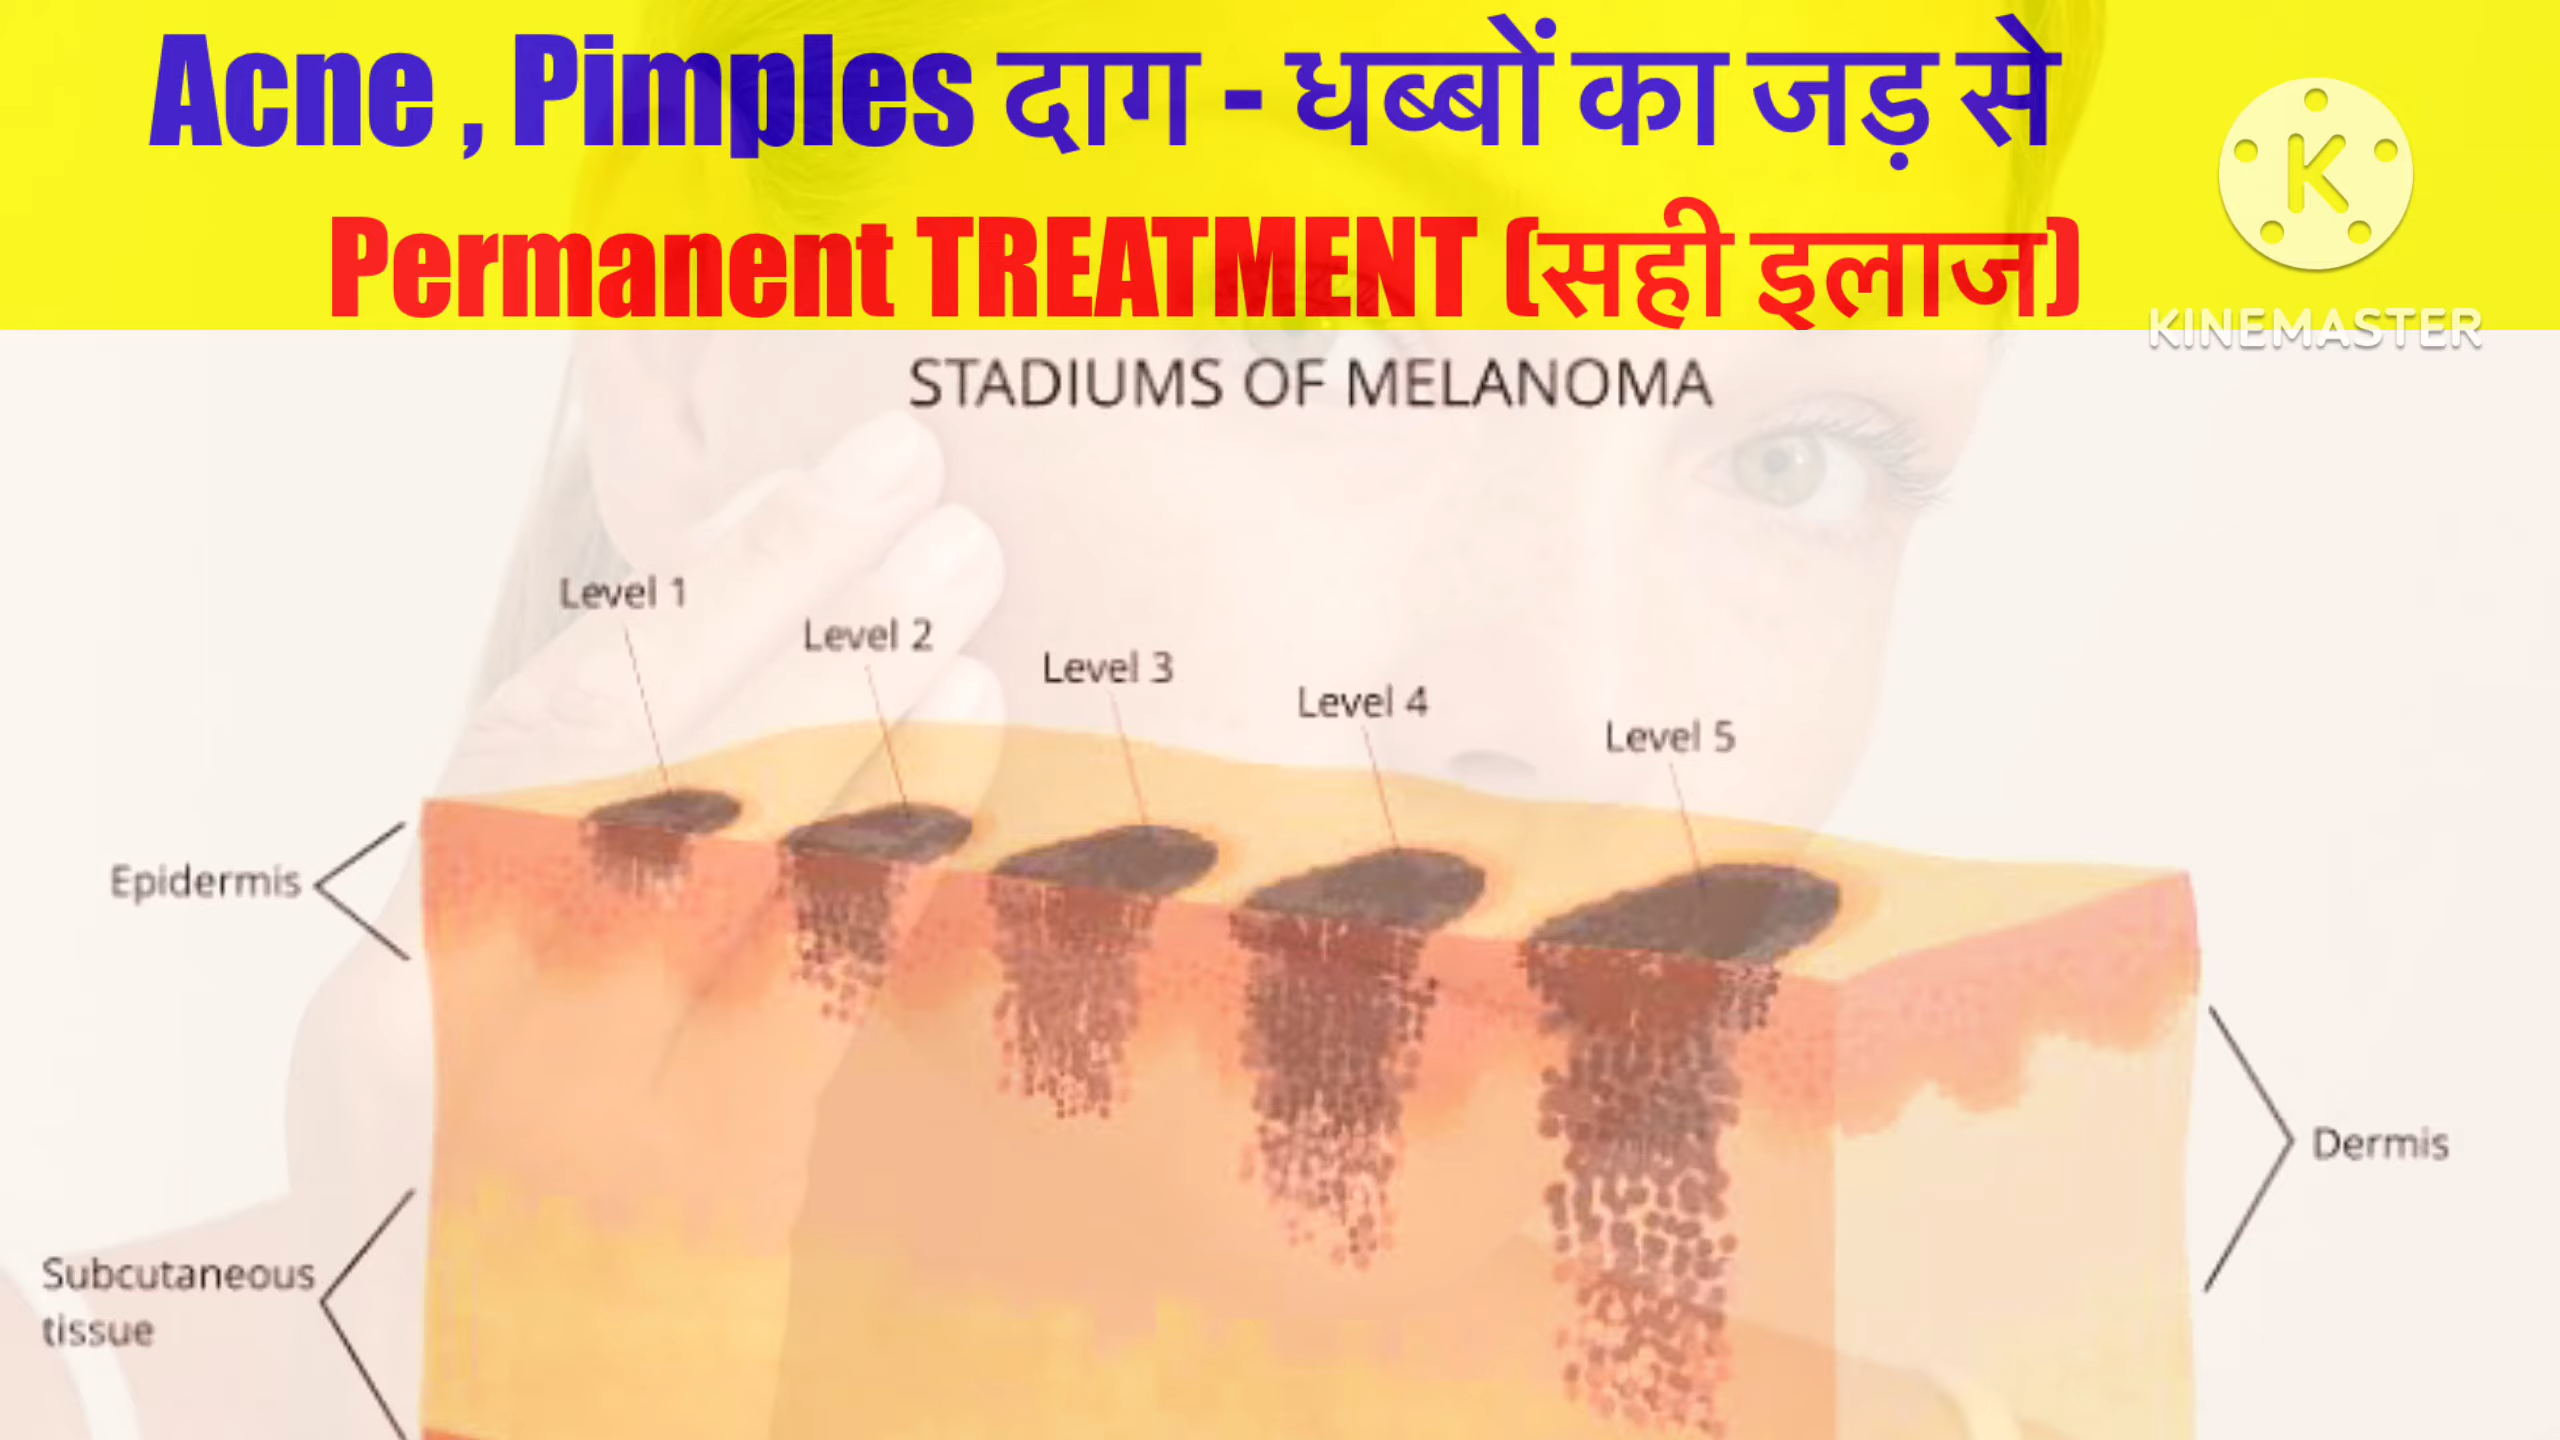 Acne , Pimples दाग - धब्बों का जड़ से
Permanent TREATMENT (सही इलाज)
K
KINEMASTER
STADIUMS OF MELANOMA
Level 1
Level 2
Level 3
Level 4
Level 5
Epidermis
Dermis
Subcutaneous
tissue